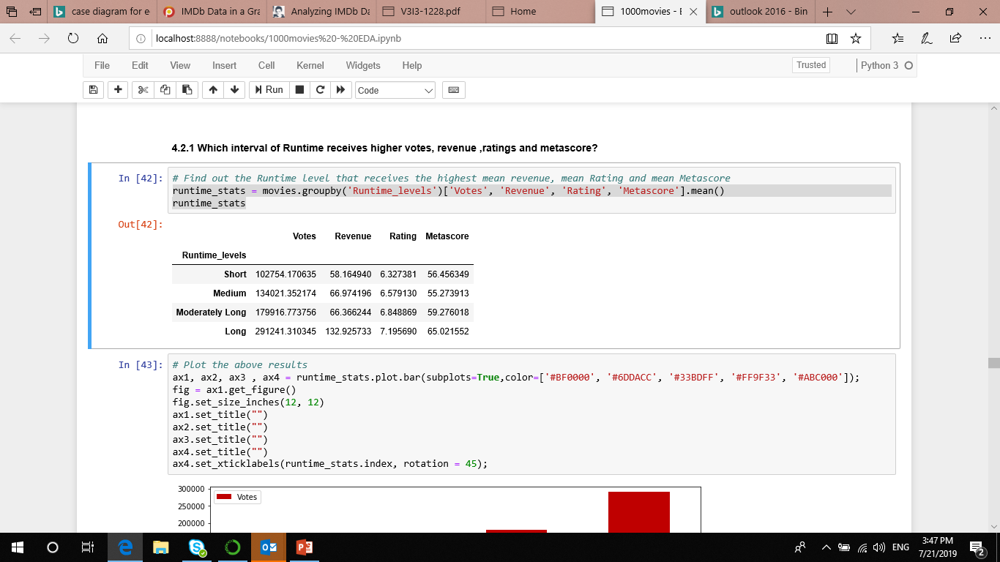 case diagram for e
IMDb Data in a Gra
Analyzing IMDb Da
V3I3-1228.pdf
Home
1000movies - E
outlook 2016 - Bin
localhost:8888/notebooks/1000movies%20-%20EDA.ipynb
File Edit View Insert Cell Kernel Widgets Help Trusted Python 3
Run Code
4.2.1 Which interval of Runtime receives higher votes, revenue ,ratings and metascore?
In [42]: # Find out the Runtime level that receives the highest mean revenue, mean Rating and mean Metascore
runtime_stats = movies.groupby('Runtime_levels')['Votes', 'Revenue', 'Rating', 'Metascore'].mean()
runtime_stats
Out[42]:
Votes Revenue Rating Metascore
Runtime_levels
Short 102754.170635 58.164940 6.327381 56.456349
Medium 134021.352174 66.974196 6.579130 55.273913
Moderately Long 179916.773756 66.366244 6.848869 59.276018
Long 291241.310345 132.925733 7.195690 65.021552
In [43]: # Plot the above results
ax1, ax2, ax3 , ax4 = runtime_stats.plot.bar(subplots=True,color=['#BF0000', '#6DDACC', '#33BDFF', '#FF9F33', '#ABC000']);
fig = ax1.get_figure()
fig.set_size_inches(12, 12)
ax1.set_title("")
ax2.set_title("")
ax3.set_title("")
ax4.set_title("")
ax4.set_xticklabels(runtime_stats.index, rotation = 45);
300000
Votes
250000
200000
ENG
3:47 PM
7/21/2019
2